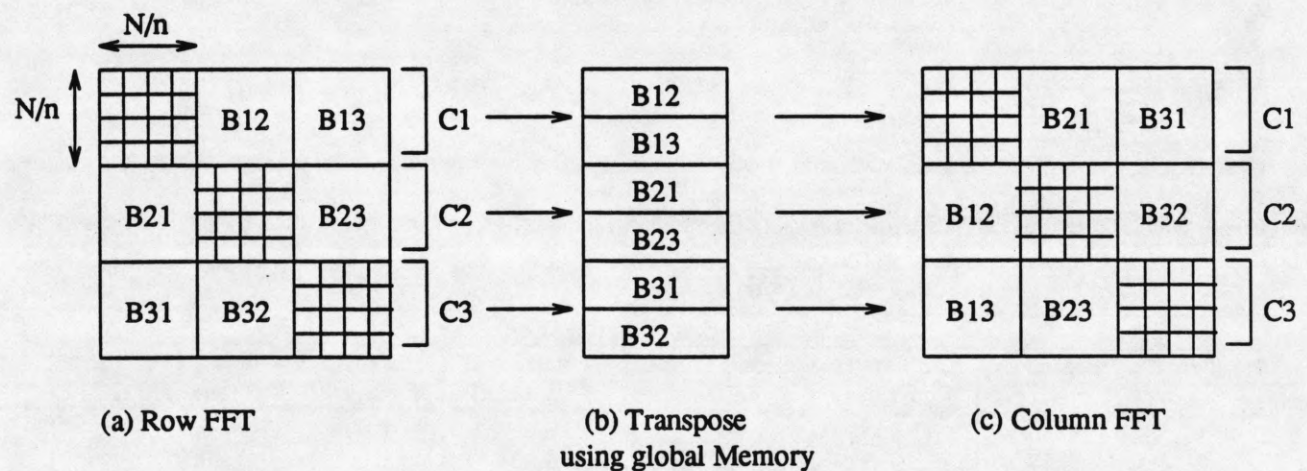 N/n
N/n
B12 B13 C1
B21 B23 C2
B31 B32 C3
(a) Row FFT
B12
B13
B21
B23
B31
B32
(b) Transpose
using global Memory
B21 B31 C1
B12 B32 C2
B13 B23 C3
(c) Column FFT